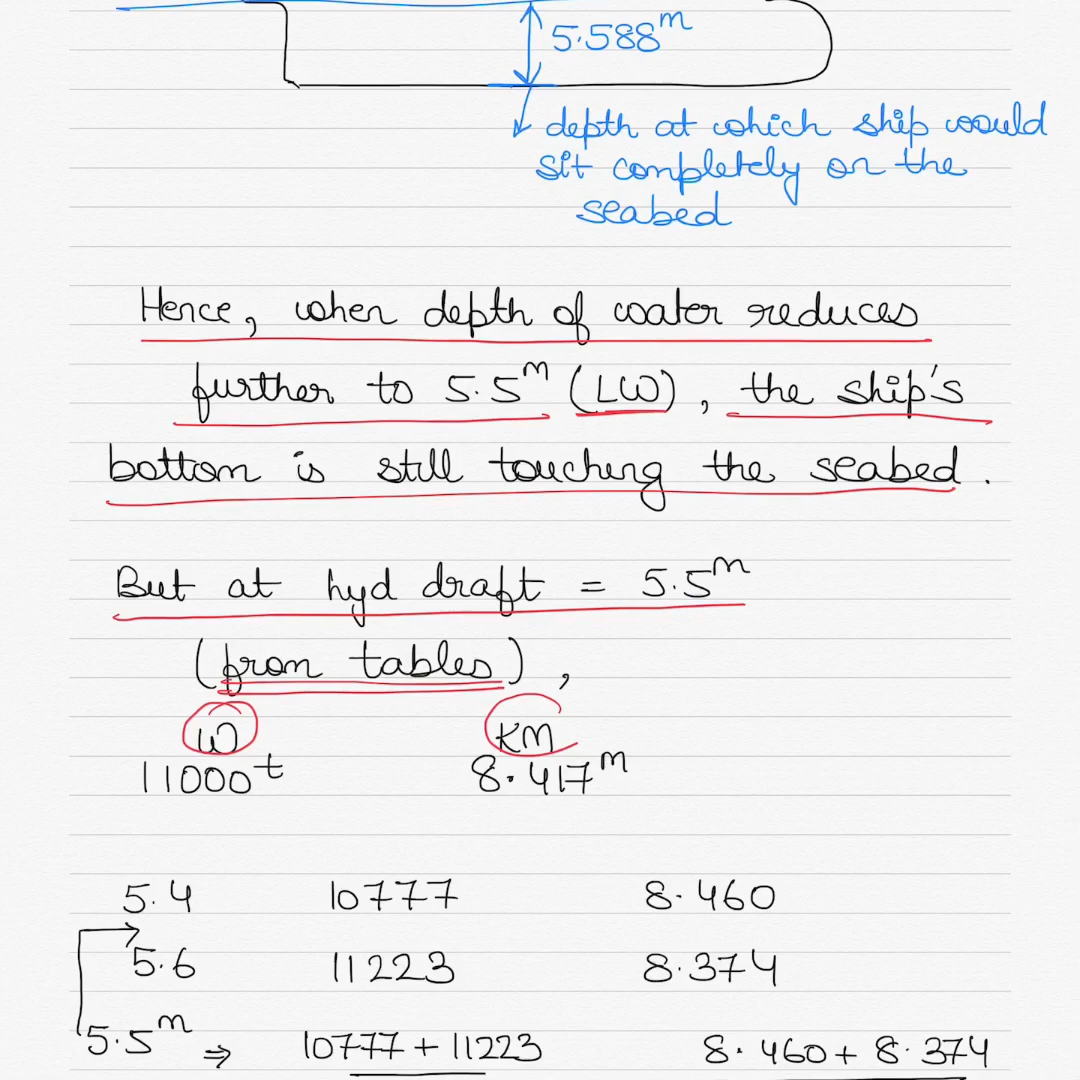 5.588m
depth at which ship would
sit completely on the
seabed
Hence, when depth of water reduces
further to 5.5m (LW), the ship's
bottom is still touching the seabed.
But at hyd draft = 5.5m
(from tables),
W KM
11000t 8.417m
5.4 10777 8.460
5.6 11223 8.374
5.5m ⇒ 10777 + 11223 8.460 + 8.374